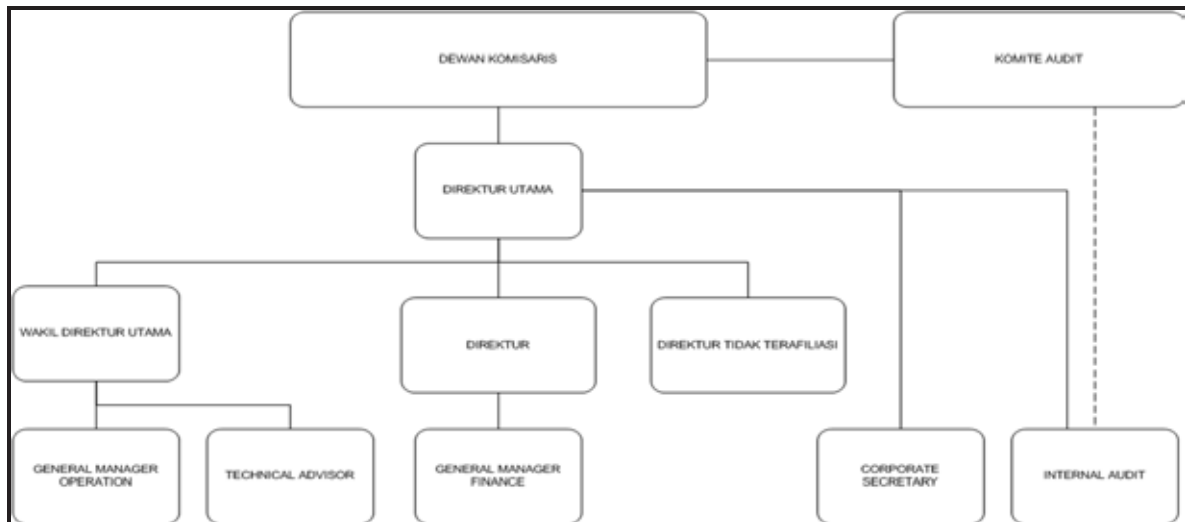 DEWAN KOMISARIS
KOMITE AUDIT
DIREKTUR UTAMA
WAKIL DIREKTUR UTAMA
DIREKTUR
DIREKTUR TIDAK TERAFILIASI
GENERAL MANAGER
OPERATION
TECHNICAL ADVISOR
GENERAL MANAGER
FINANCE
CORPORATE
SECRETARY
INTERNAL AUDIT